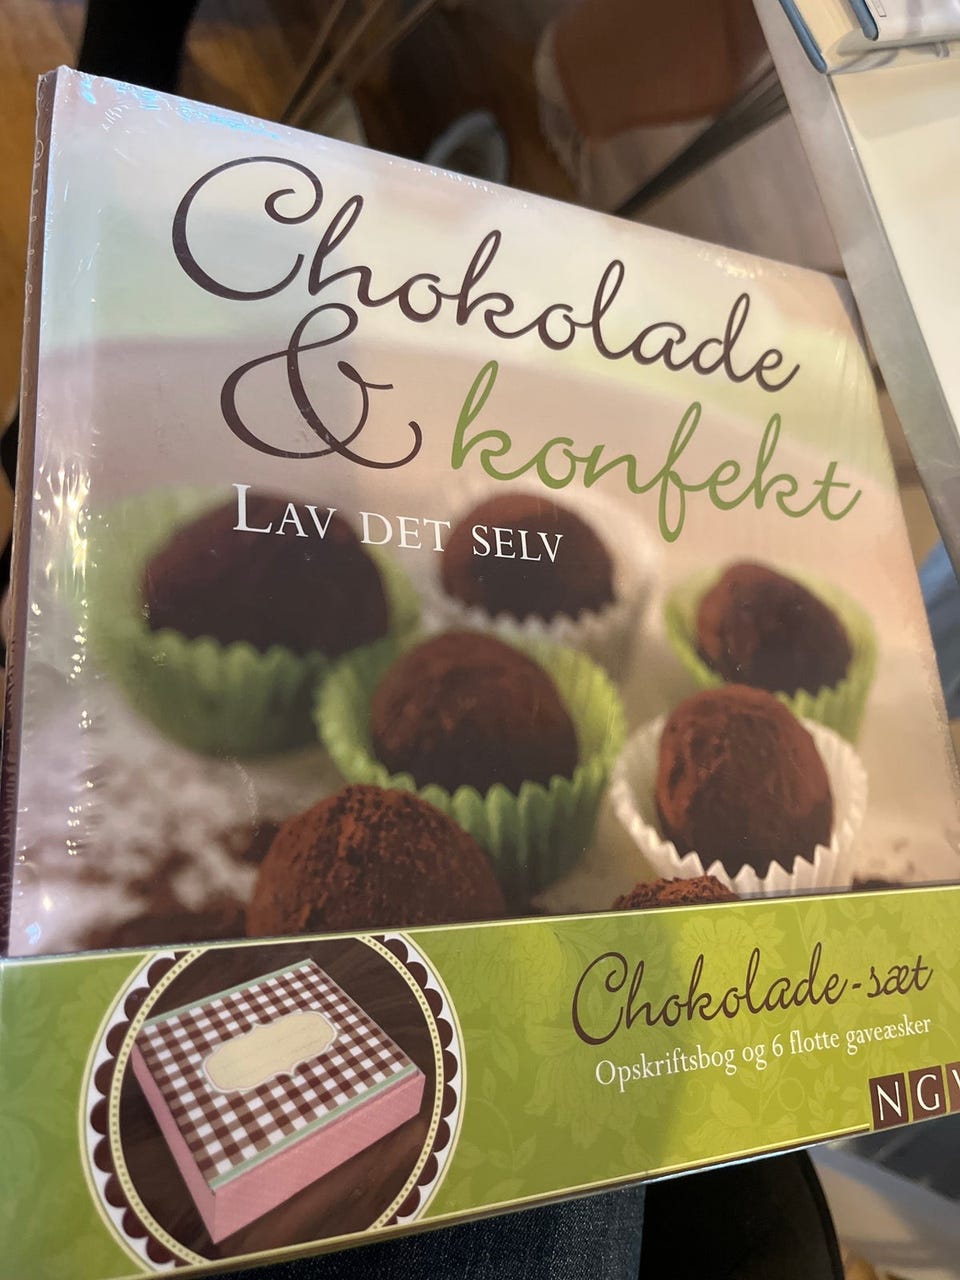 Chokolade
& konfekt
LAV DET SELV
Chokolade-sæt
Opskriftsbog og 6 flotte gaveæsker
NGV